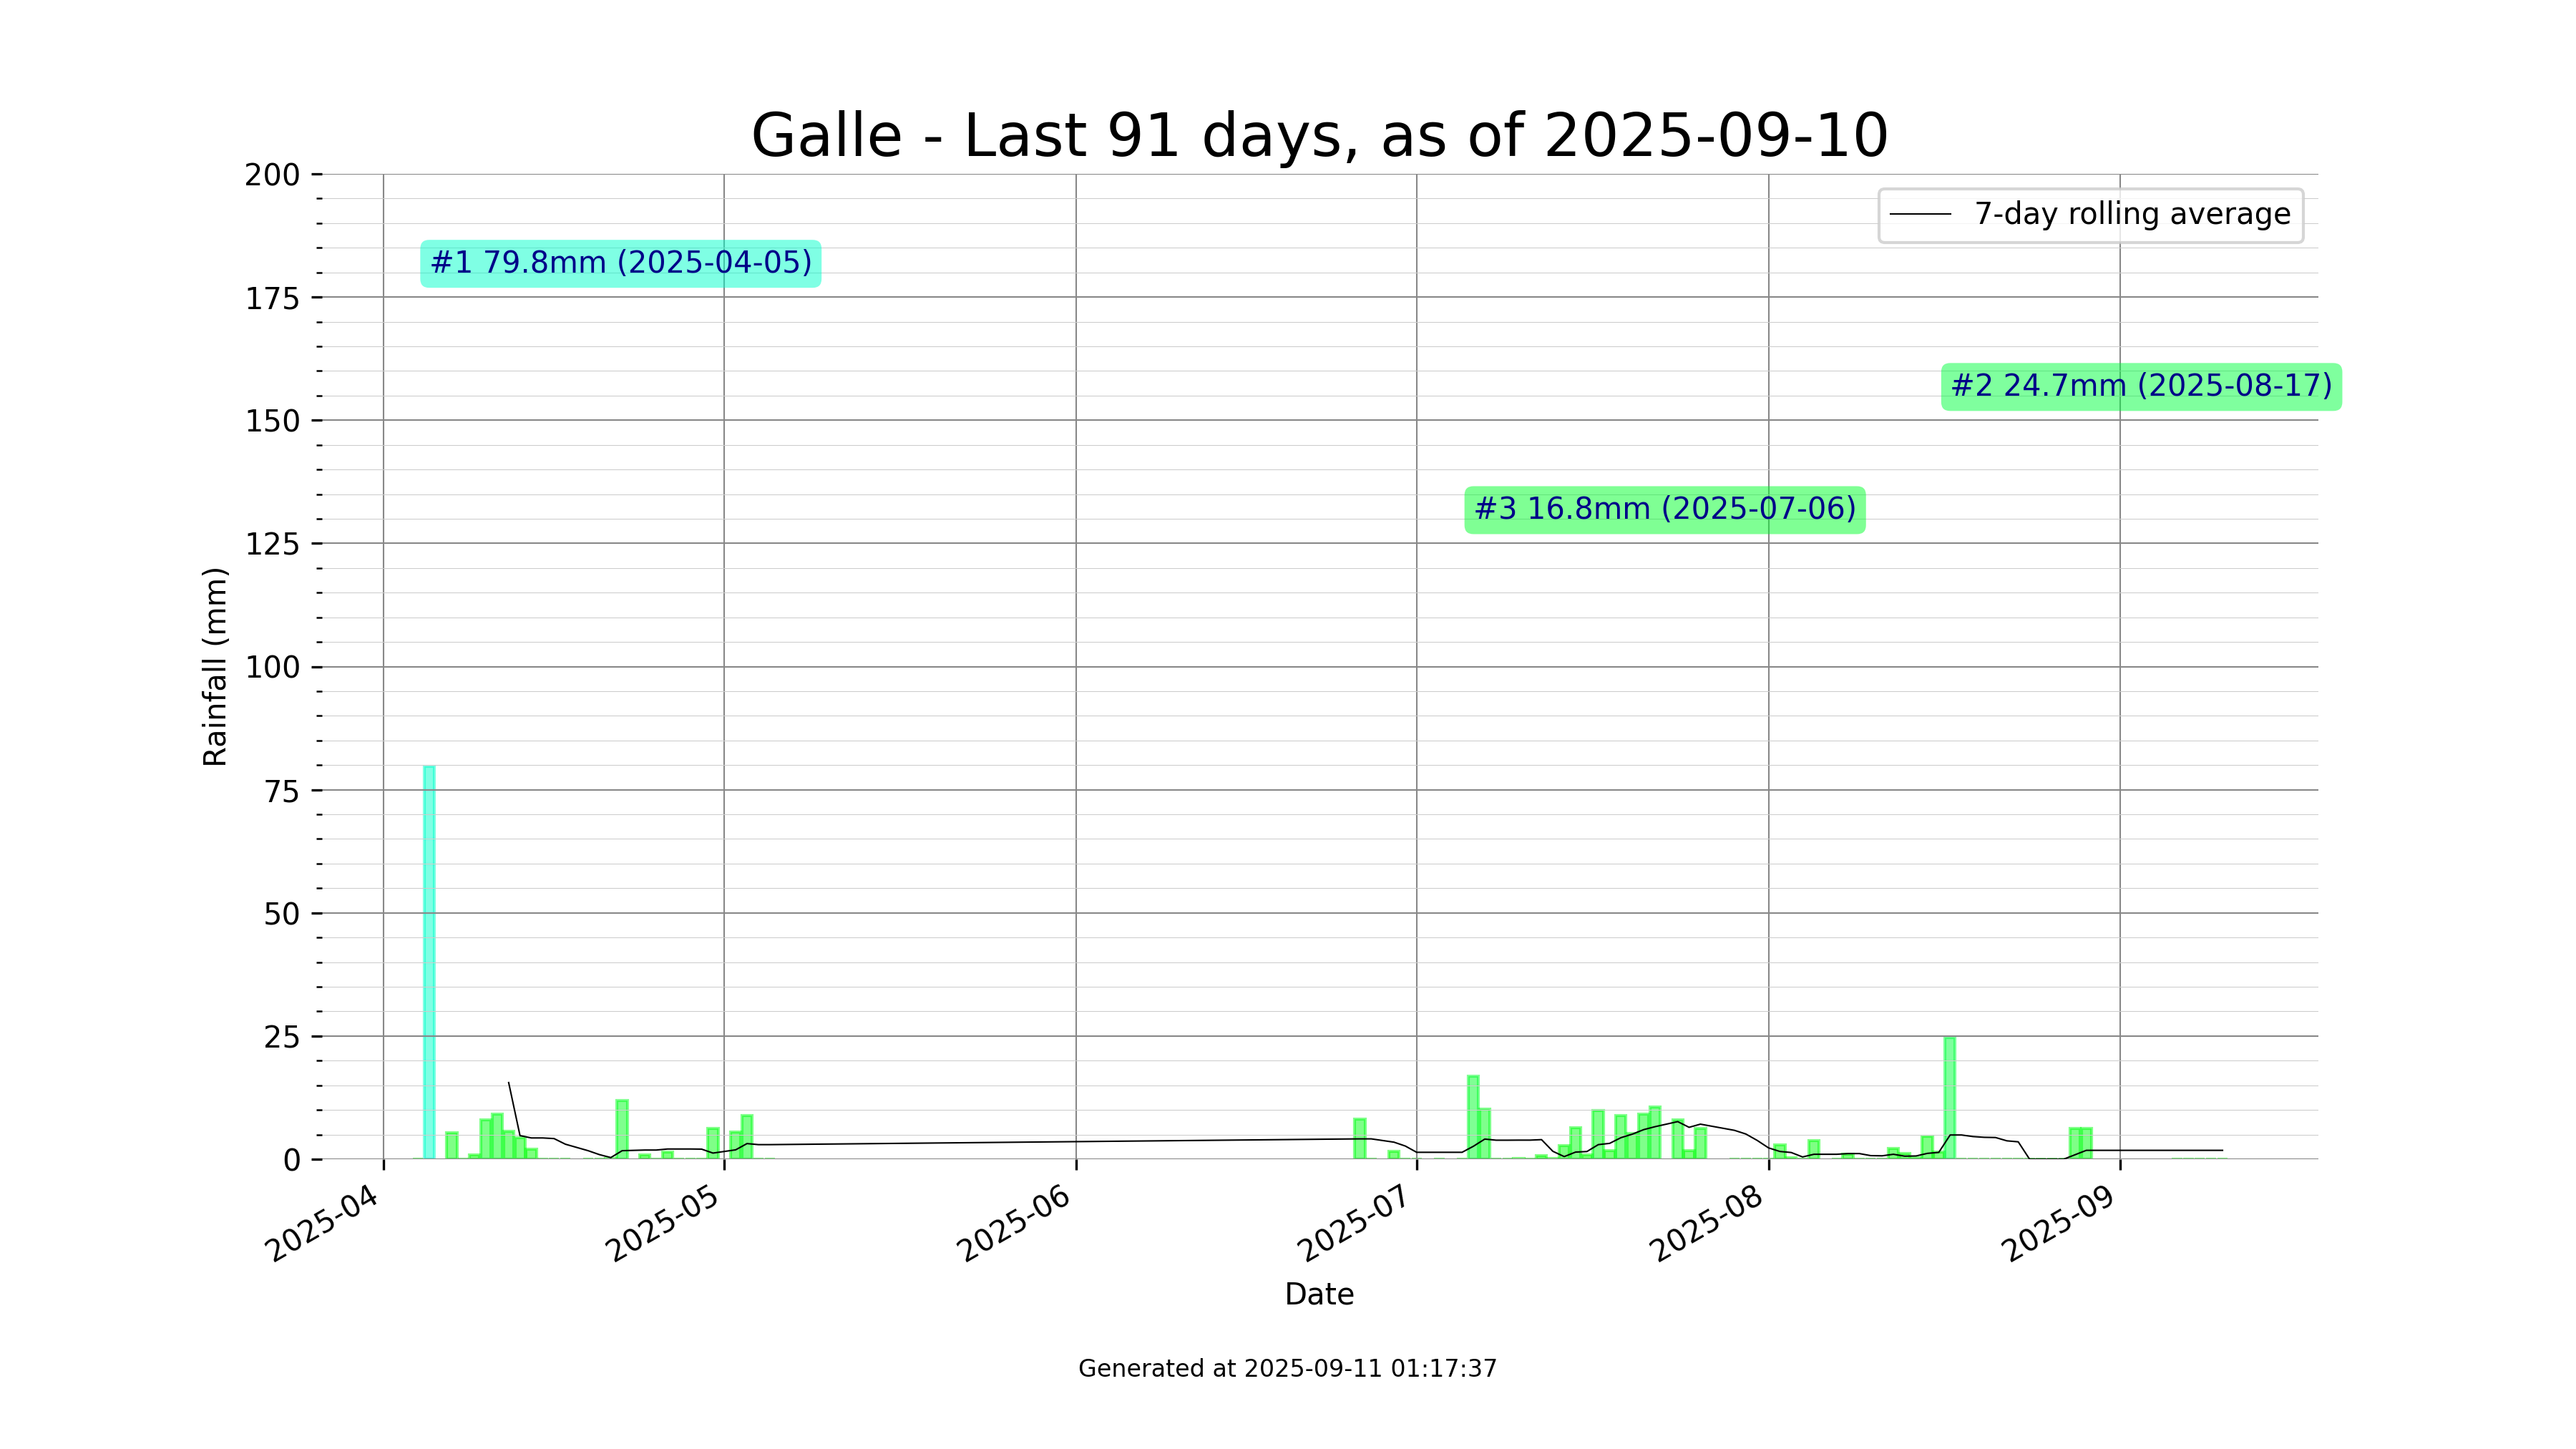 Galle - Last 91 days, as of 2025-09-10
200
175
150
125
100
75
50
25
0
Rainfall (mm)
7-day rolling average
#1 79.8mm (2025-04-05)
#2 24.7mm (2025-08-17)
#3 16.8mm (2025-07-06)
2025-04
2025-05
2025-06
2025-07
2025-08
2025-09
Date
Generated at 2025-09-11 01:17:37